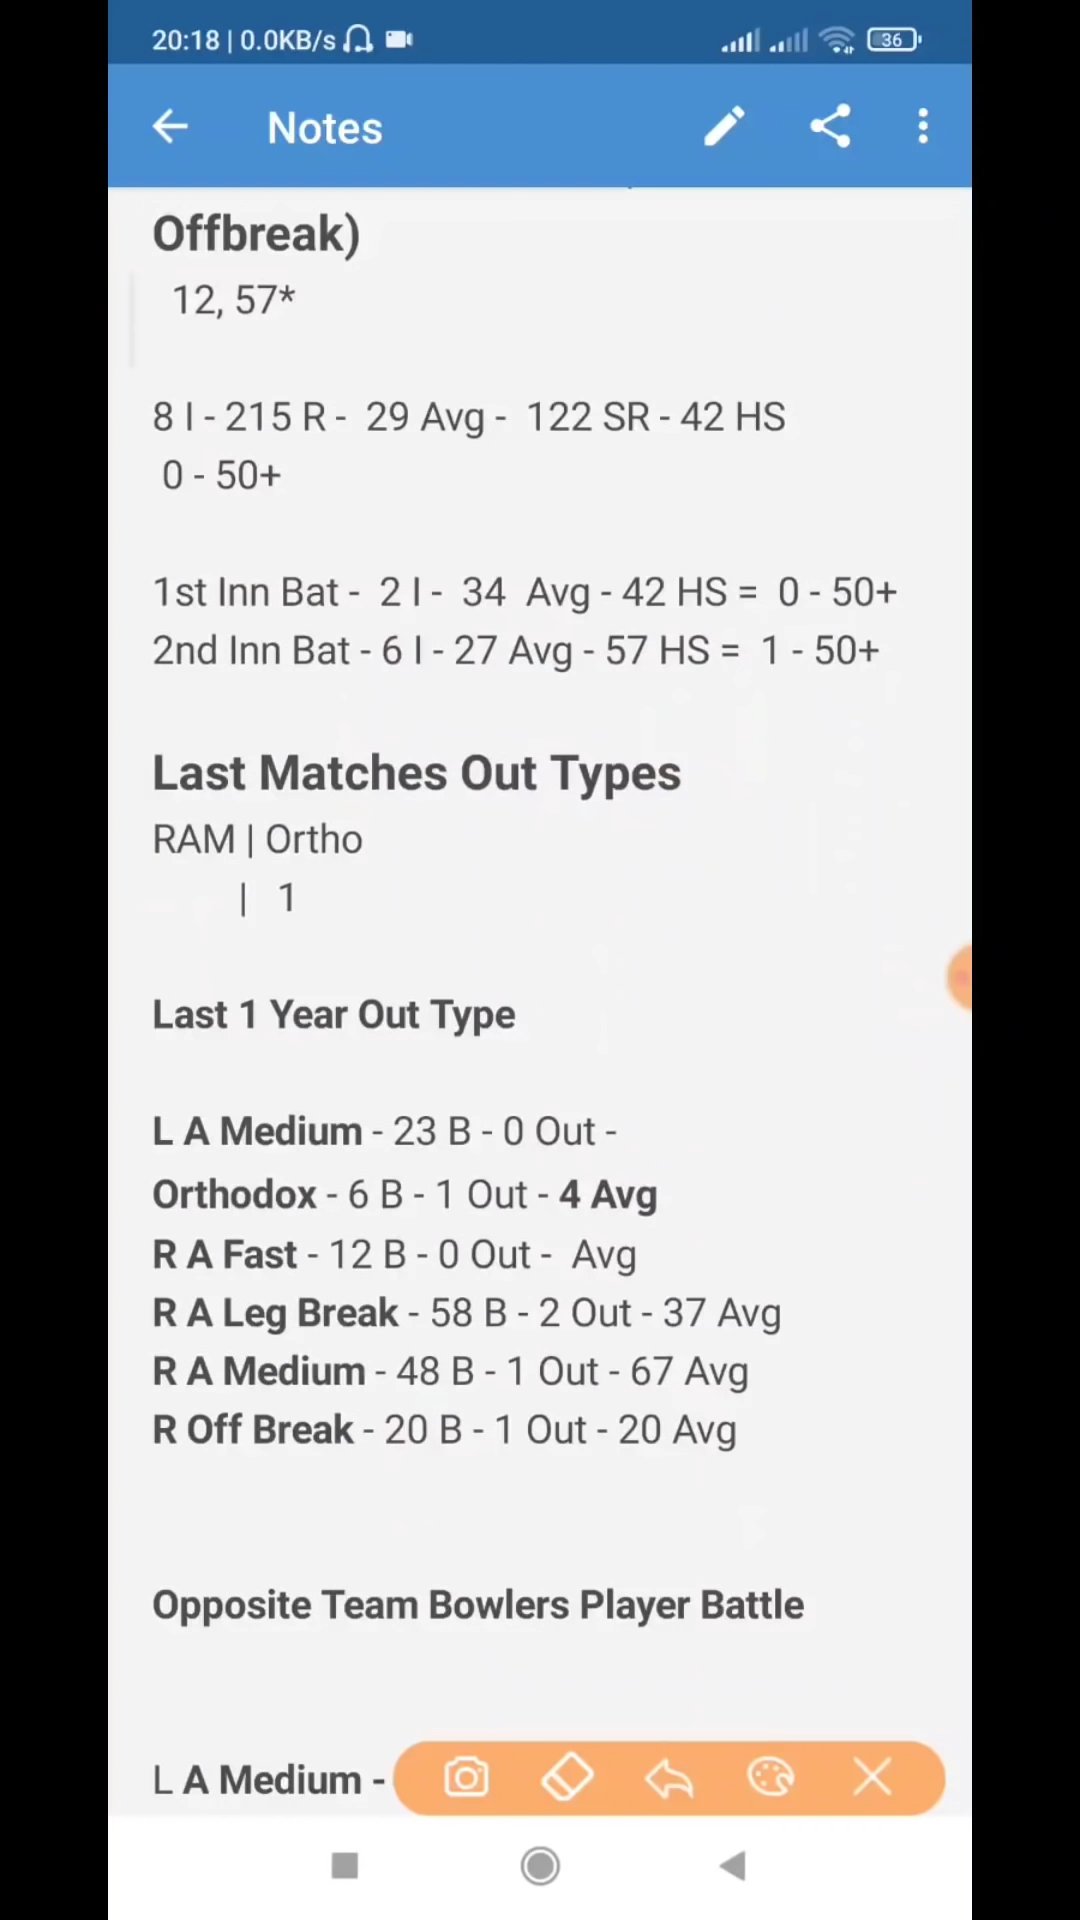 20:18 | 0.0KB/s 36
Notes
Offbreak)
12, 57*
8 I - 215 R - 29 Avg - 122 SR - 42 HS
0 - 50+
1st Inn Bat - 2 I - 34 Avg - 42 HS = 0 - 50+
2nd Inn Bat - 6 I - 27 Avg - 57 HS = 1 - 50+
Last Matches Out Types
RAM | Ortho
| 1
Last 1 Year Out Type
L A Medium - 23 B - 0 Out -
Orthodox - 6 B - 1 Out - 4 Avg
R A Fast - 12 B - 0 Out - Avg
R A Leg Break - 58 B - 2 Out - 37 Avg
R A Medium - 48 B - 1 Out - 67 Avg
R Off Break - 20 B - 1 Out - 20 Avg
Opposite Team Bowlers Player Battle
L A Medium -